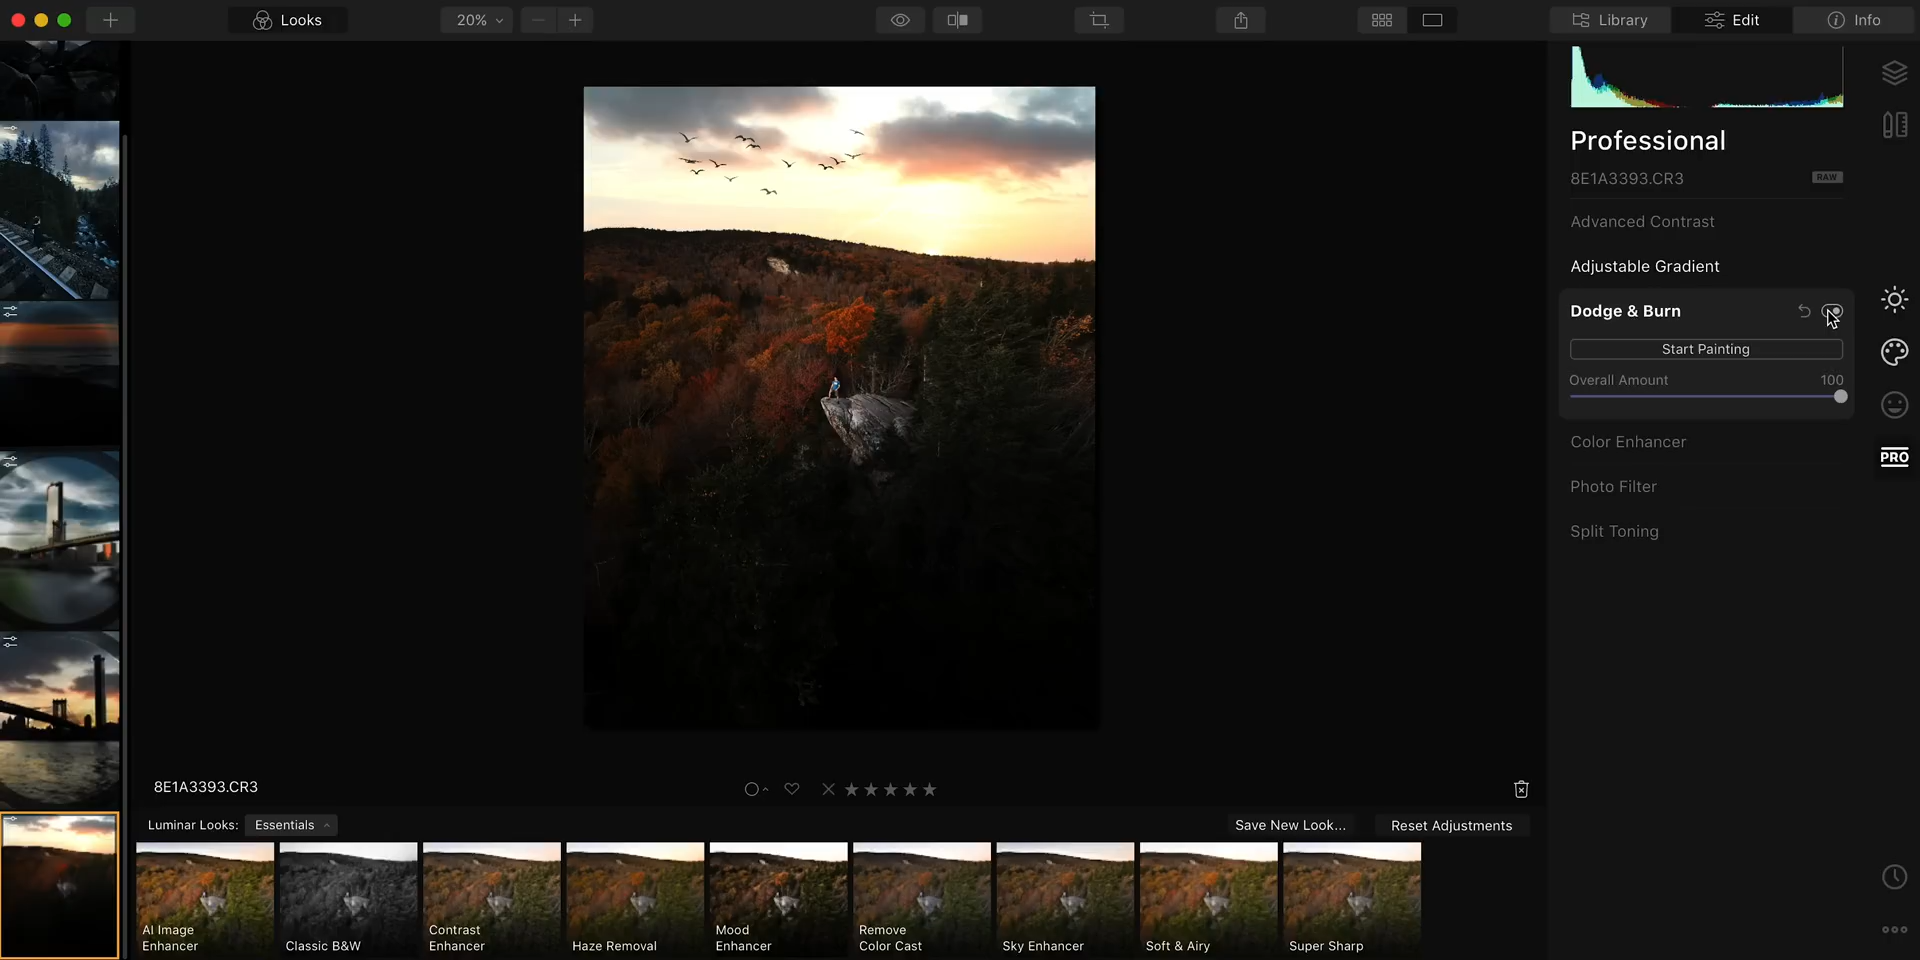 Looks
20%
Library
Edit
Info
Professional
8E1A3393.CR3
RAW
Advanced Contrast
Adjustable Gradient
Dodge & Burn
Start Painting
Overall Amount 100
Color Enhancer
Photo Filter
Split Toning
PRO
8E1A3393.CR3
Luminar Looks: Essentials
Save New Look...
Reset Adjustments
AI Image
Enhancer
Classic B&W
Contrast
Enhancer
Haze Removal
Mood
Enhancer
Remove
Color Cast
Sky Enhancer
Soft & Airy
Super Sharp